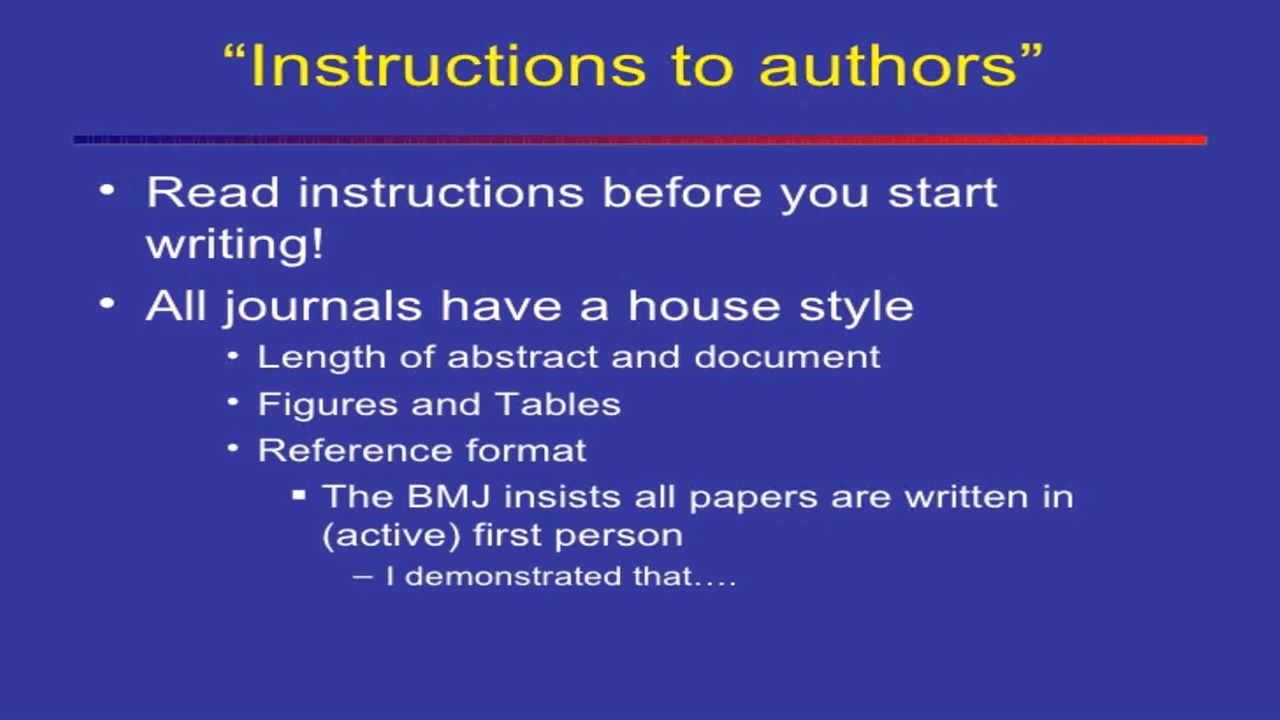 “Instructions to authors”
• Read instructions before you start
writing!
• All journals have a house style
• Length of abstract and document
• Figures and Tables
• Reference format
▪ The BMJ insists all papers are written in
(active) first person
– I demonstrated that….